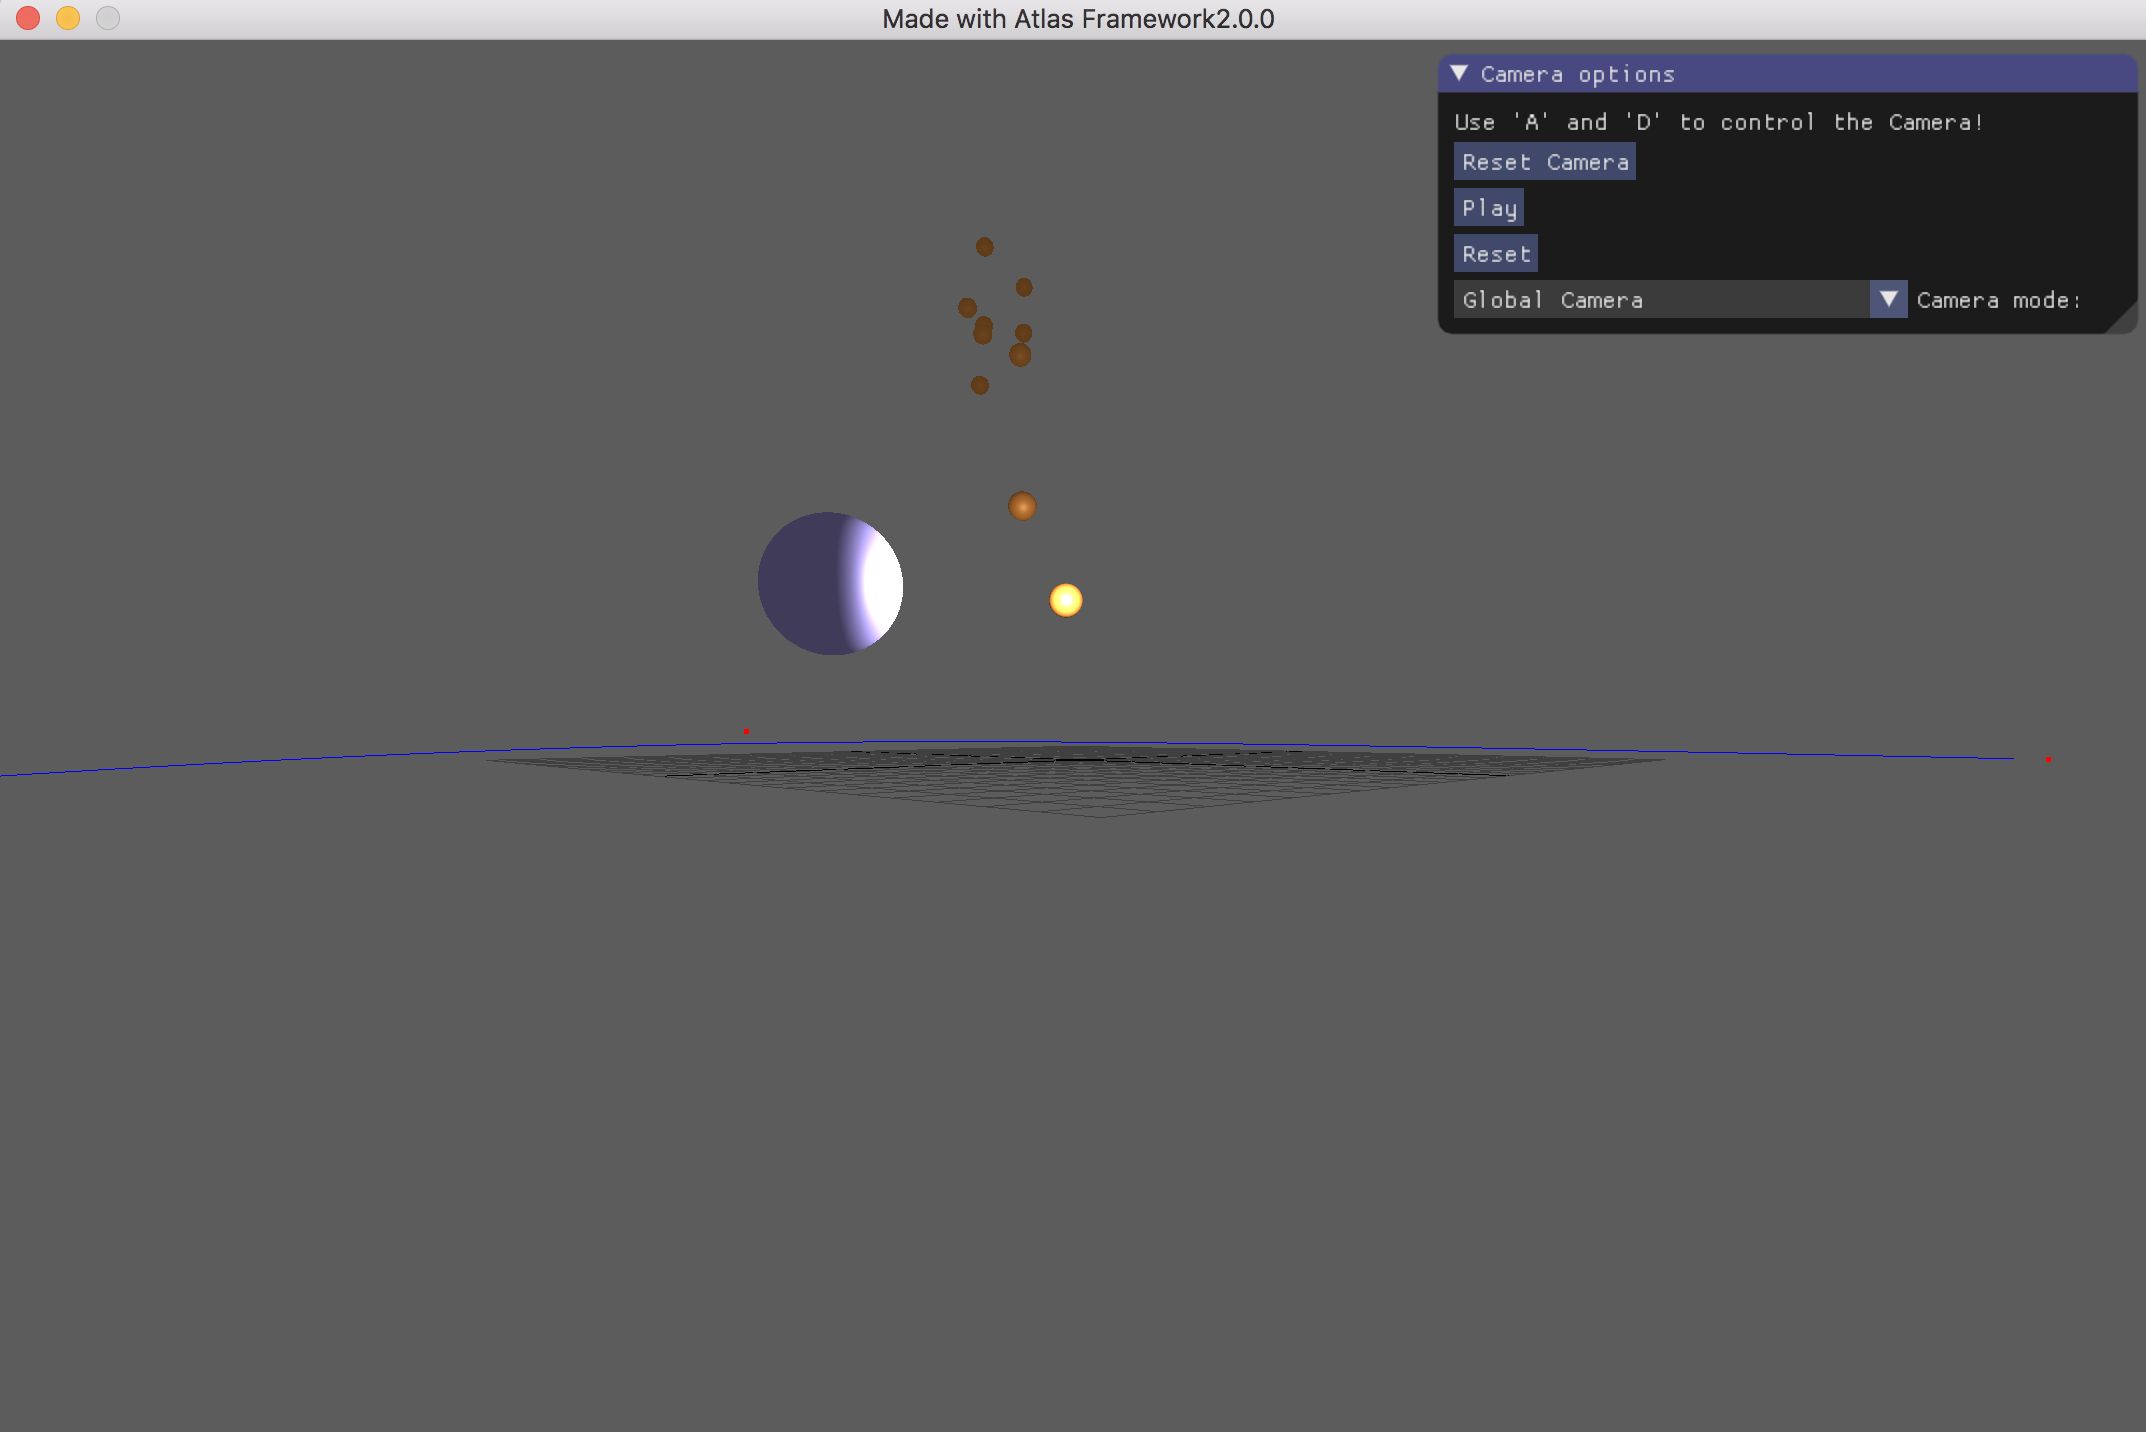 Made with Atlas Framework2.0.0
Camera options
Use 'A' and 'D' to control the Camera!
Reset Camera
Play
Reset
Global Camera Camera mode: